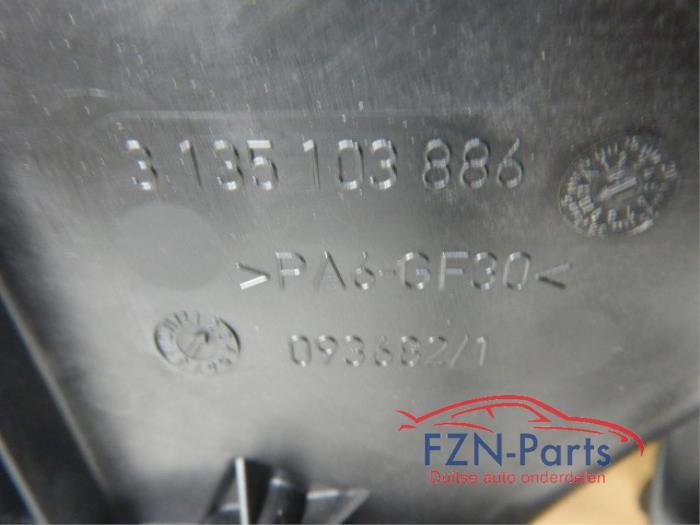 3.135 103 886
>PA6-GF30<
093682/1
FZN-Parts
Duitse auto onderdelen